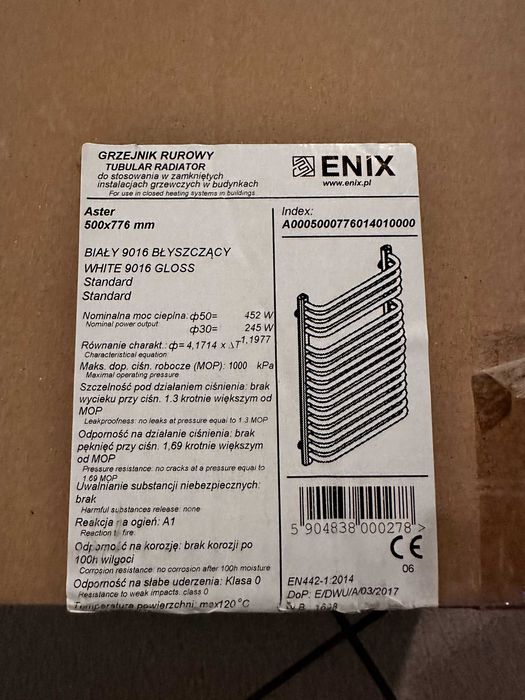 GRZEJNIK RUROWY
TUBULAR RADIATOR
do stosowania w zamkniętych
instalacjach grzewczych w budynkach
For use in closed heating systems in buildings
ENIX
www.enix.pl
Aster
500x776 mm
Index:
A000500077601401000​0
BIAŁY 9016 BŁYSZCZĄCY
WHITE 9016 GLOSS
Standard
Standard
Nominalna moc cieplna: ф50= 452 W
Nominal power output ф30= 245 W
Równanie charakt.: ф= 4,1714 x ΔT^1,1977
Characteristical equation:
Maks. dop. ciśn. robocze (MOP): 1000 kPa
Maximal operating pressure
Szczelność pod działaniem ciśnienia: brak
wycieku przy ciśn. 1.3 krotnie większym od
MOP
Leakproofness: no leaks at pressure equal to 1.3 MOP
Odporność na działanie ciśnienia: brak
pęknięć przy ciśn. 1,69 krotnie większym
od MOP
Pressure resistance: no cracks at a pressure equal to
1.69 MOP
Uwalnianie substancji niebezpiecznych:
brak
Harmful substances release: none
Reakcja na ogień: A1
Reaction to fire:
Odporność na korozję: brak korozji po
100h wilgoci
Corrosion resistance: no corrosion after 100h moisture
Odporność na słabe uderzenia: Klasa 0
Resistance to weak impacts: class 0
Temperatura powierzchni: max120°C
5 904838 000278 >
CE
06
EN442-1:2014
DoP: E/DWU/A/03/2017